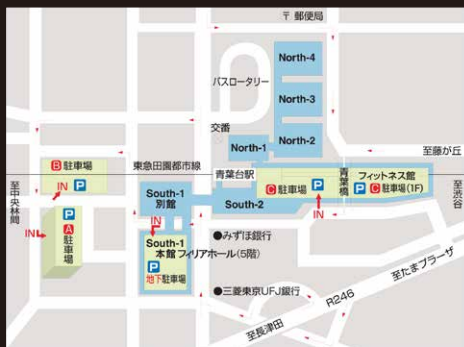 〒 郵便局
North-4
バスロータリー
North-3
交番
North-1
North-2
至藤が丘
B 駐車場
東急田園都市線
青葉台駅
青葉橋
フィットネス館
IN P
C 駐車場 P
P C 駐車場(1F)
至中央林間
South-1
別館
South-2
IN
至渋谷
P
A
駐車場
IN
IN
South-1
本館フィリアホール(5階)
P
地下駐車場
●みずほ銀行
●三菱東京UFJ銀行
至たまプラーザ
R246
至長津田